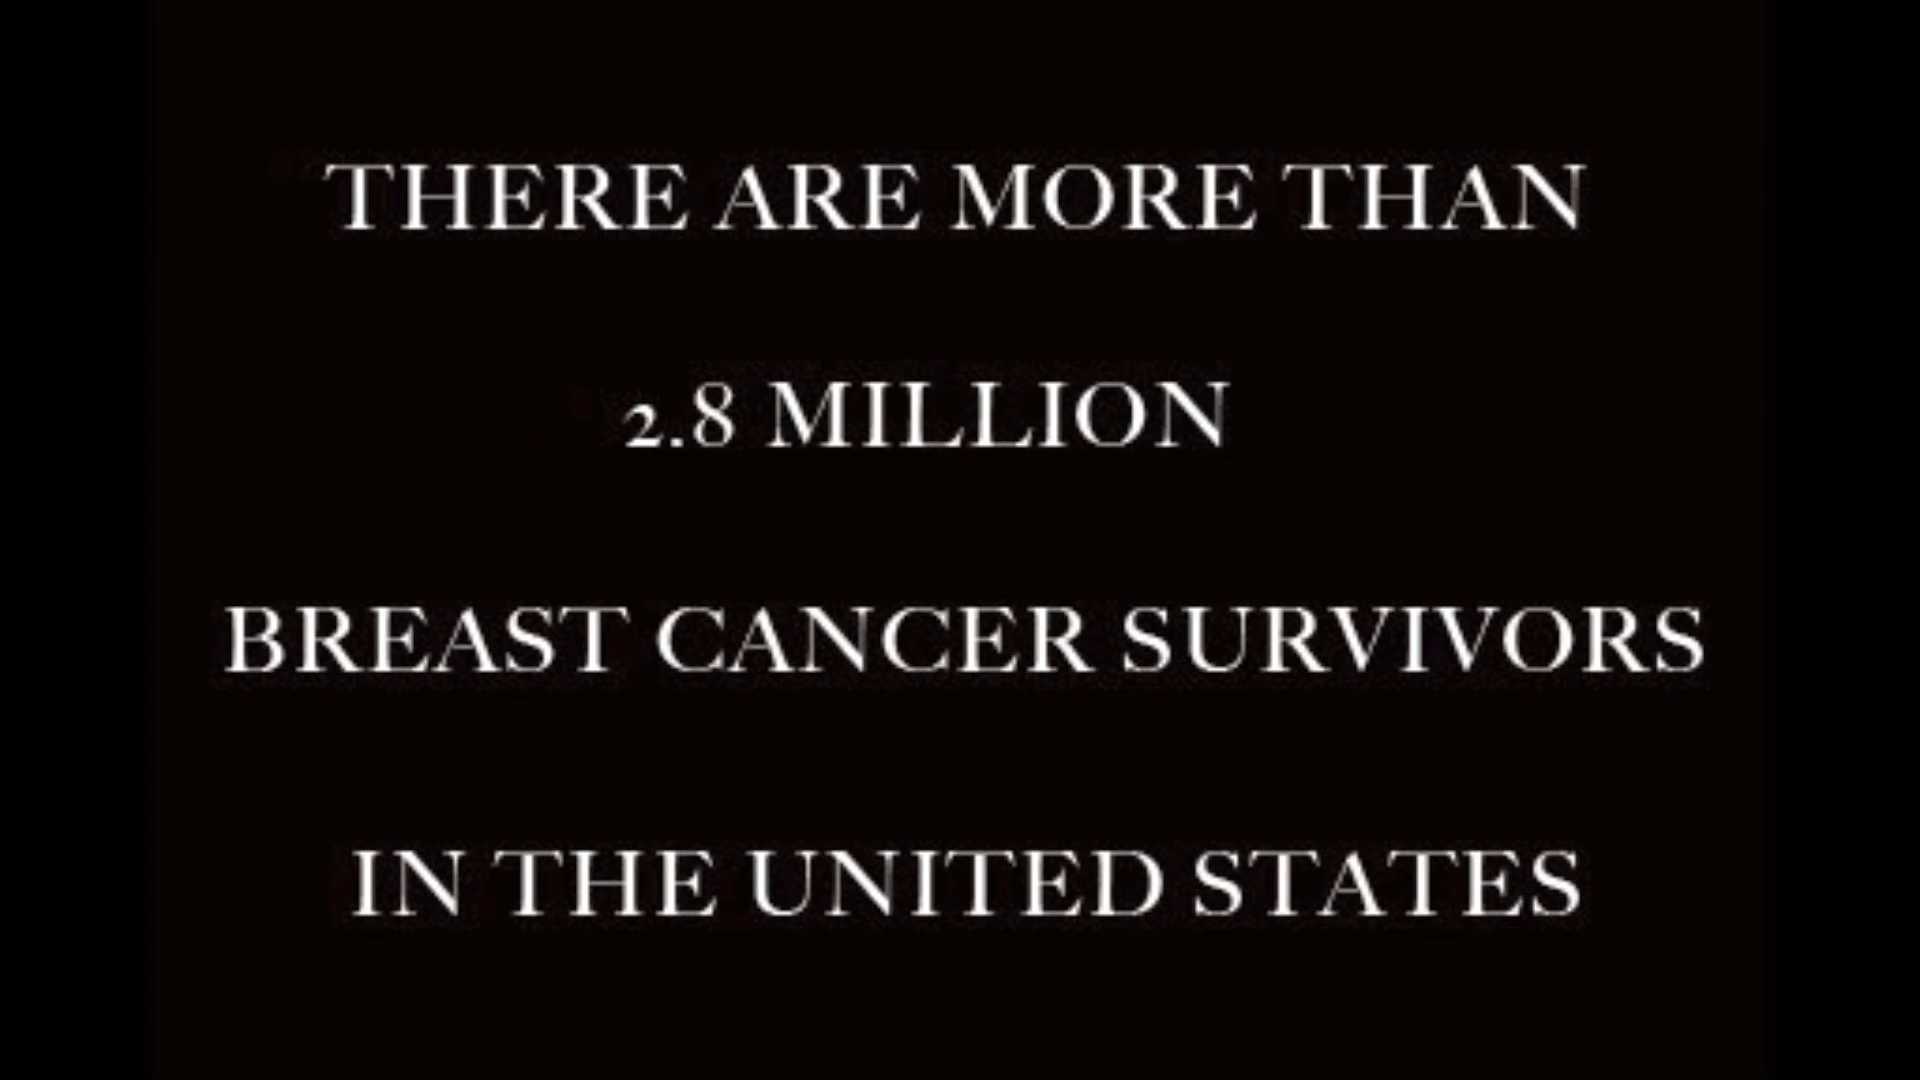 THERE ARE MORE THAN
2.8 MILLION
BREAST CANCER SURVIVORS
IN THE UNITED STATES